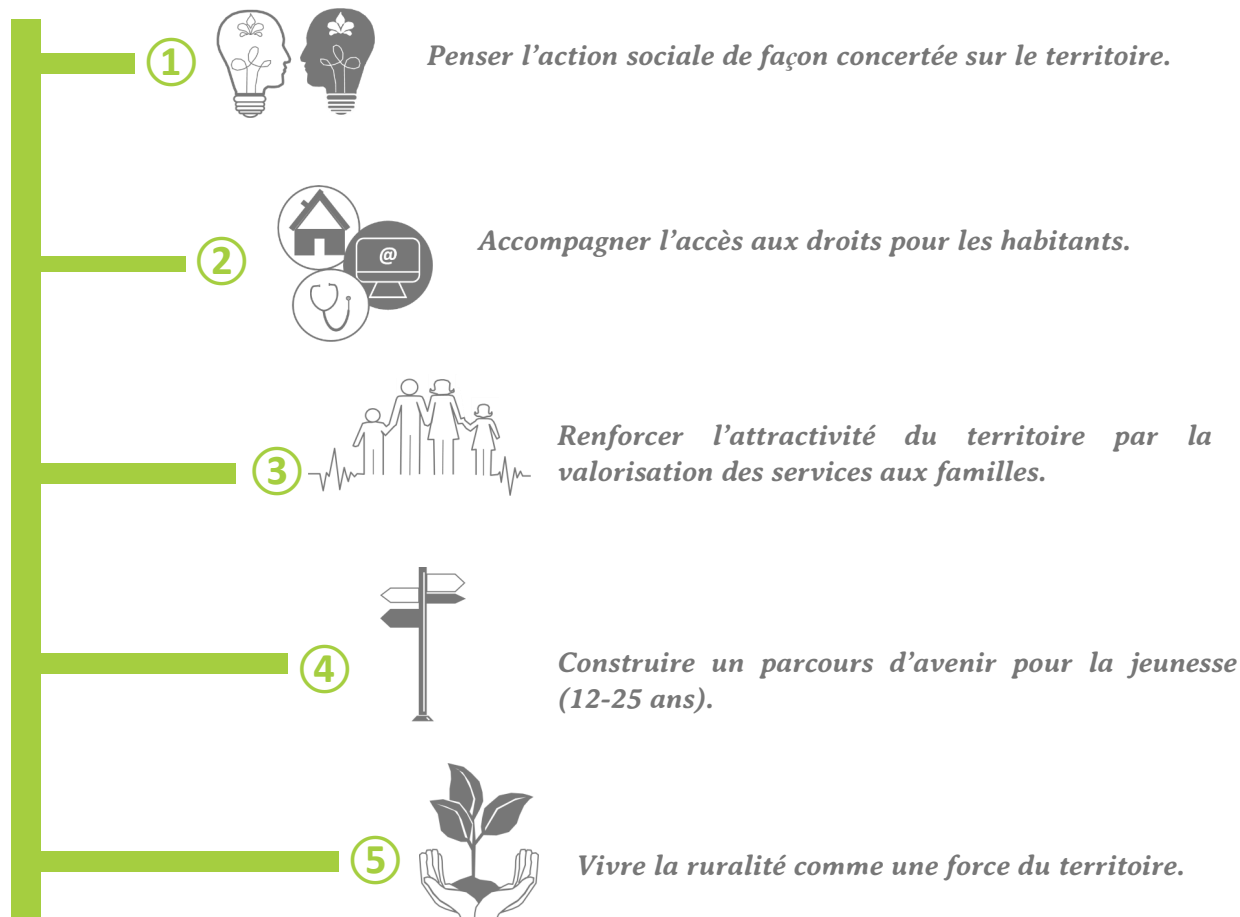 ① Penser l’action sociale de façon concertée sur le territoire.
② Accompagner l’accès aux droits pour les habitants.
@
③ Renforcer l’attractivité du territoire par la
valorisation des services aux familles.
④ Construire un parcours d’avenir pour la jeunesse
(12-25 ans).
⑤ Vivre la ruralité comme une force du territoire.